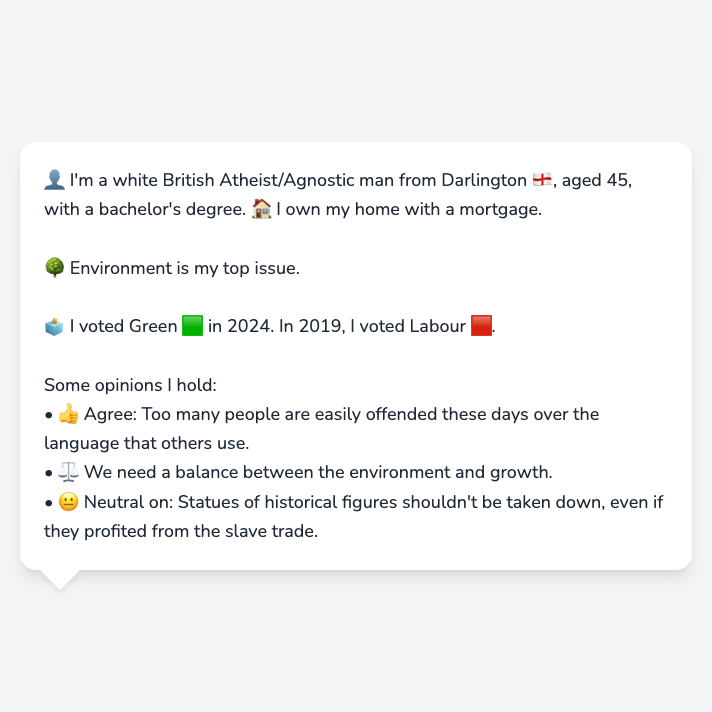 👤 I'm a white British Atheist/Agnostic man from Darlington 🏴󠁧󠁢󠁥󠁮󠁧󠁿, aged 45,
with a bachelor's degree. 🏠 I own my home with a mortgage.
🌳 Environment is my top issue.
🗳️ I voted Green 🟩 in 2024. In 2019, I voted Labour 🟥.
Some opinions I hold:
• 👍 Agree: Too many people are easily offended these days over the
language that others use.
• ⚖️ We need a balance between the environment and growth.
• 😐 Neutral on: Statues of historical figures shouldn't be taken down, even if
they profited from the slave trade.